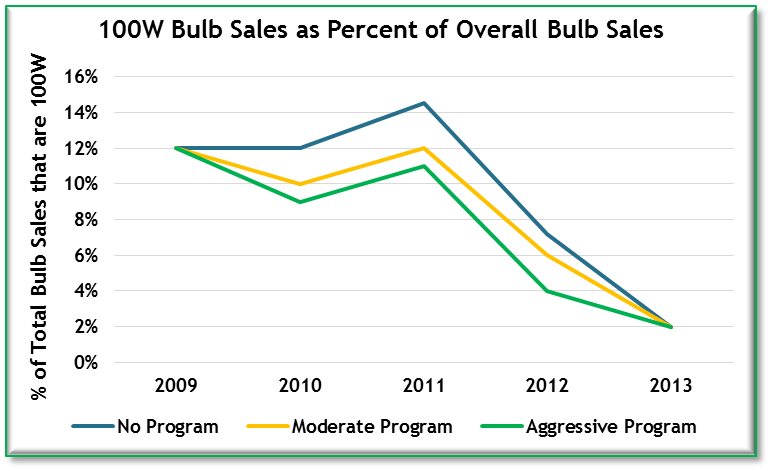 100W Bulb Sales as Percent of Overall Bulb Sales
% of Total Bulb Sales that are 100W
16%
14%
12%
10%
8%
6%
4%
2%
0%
2009 2010 2011 2012 2013
No Program Moderate Program Aggressive Program